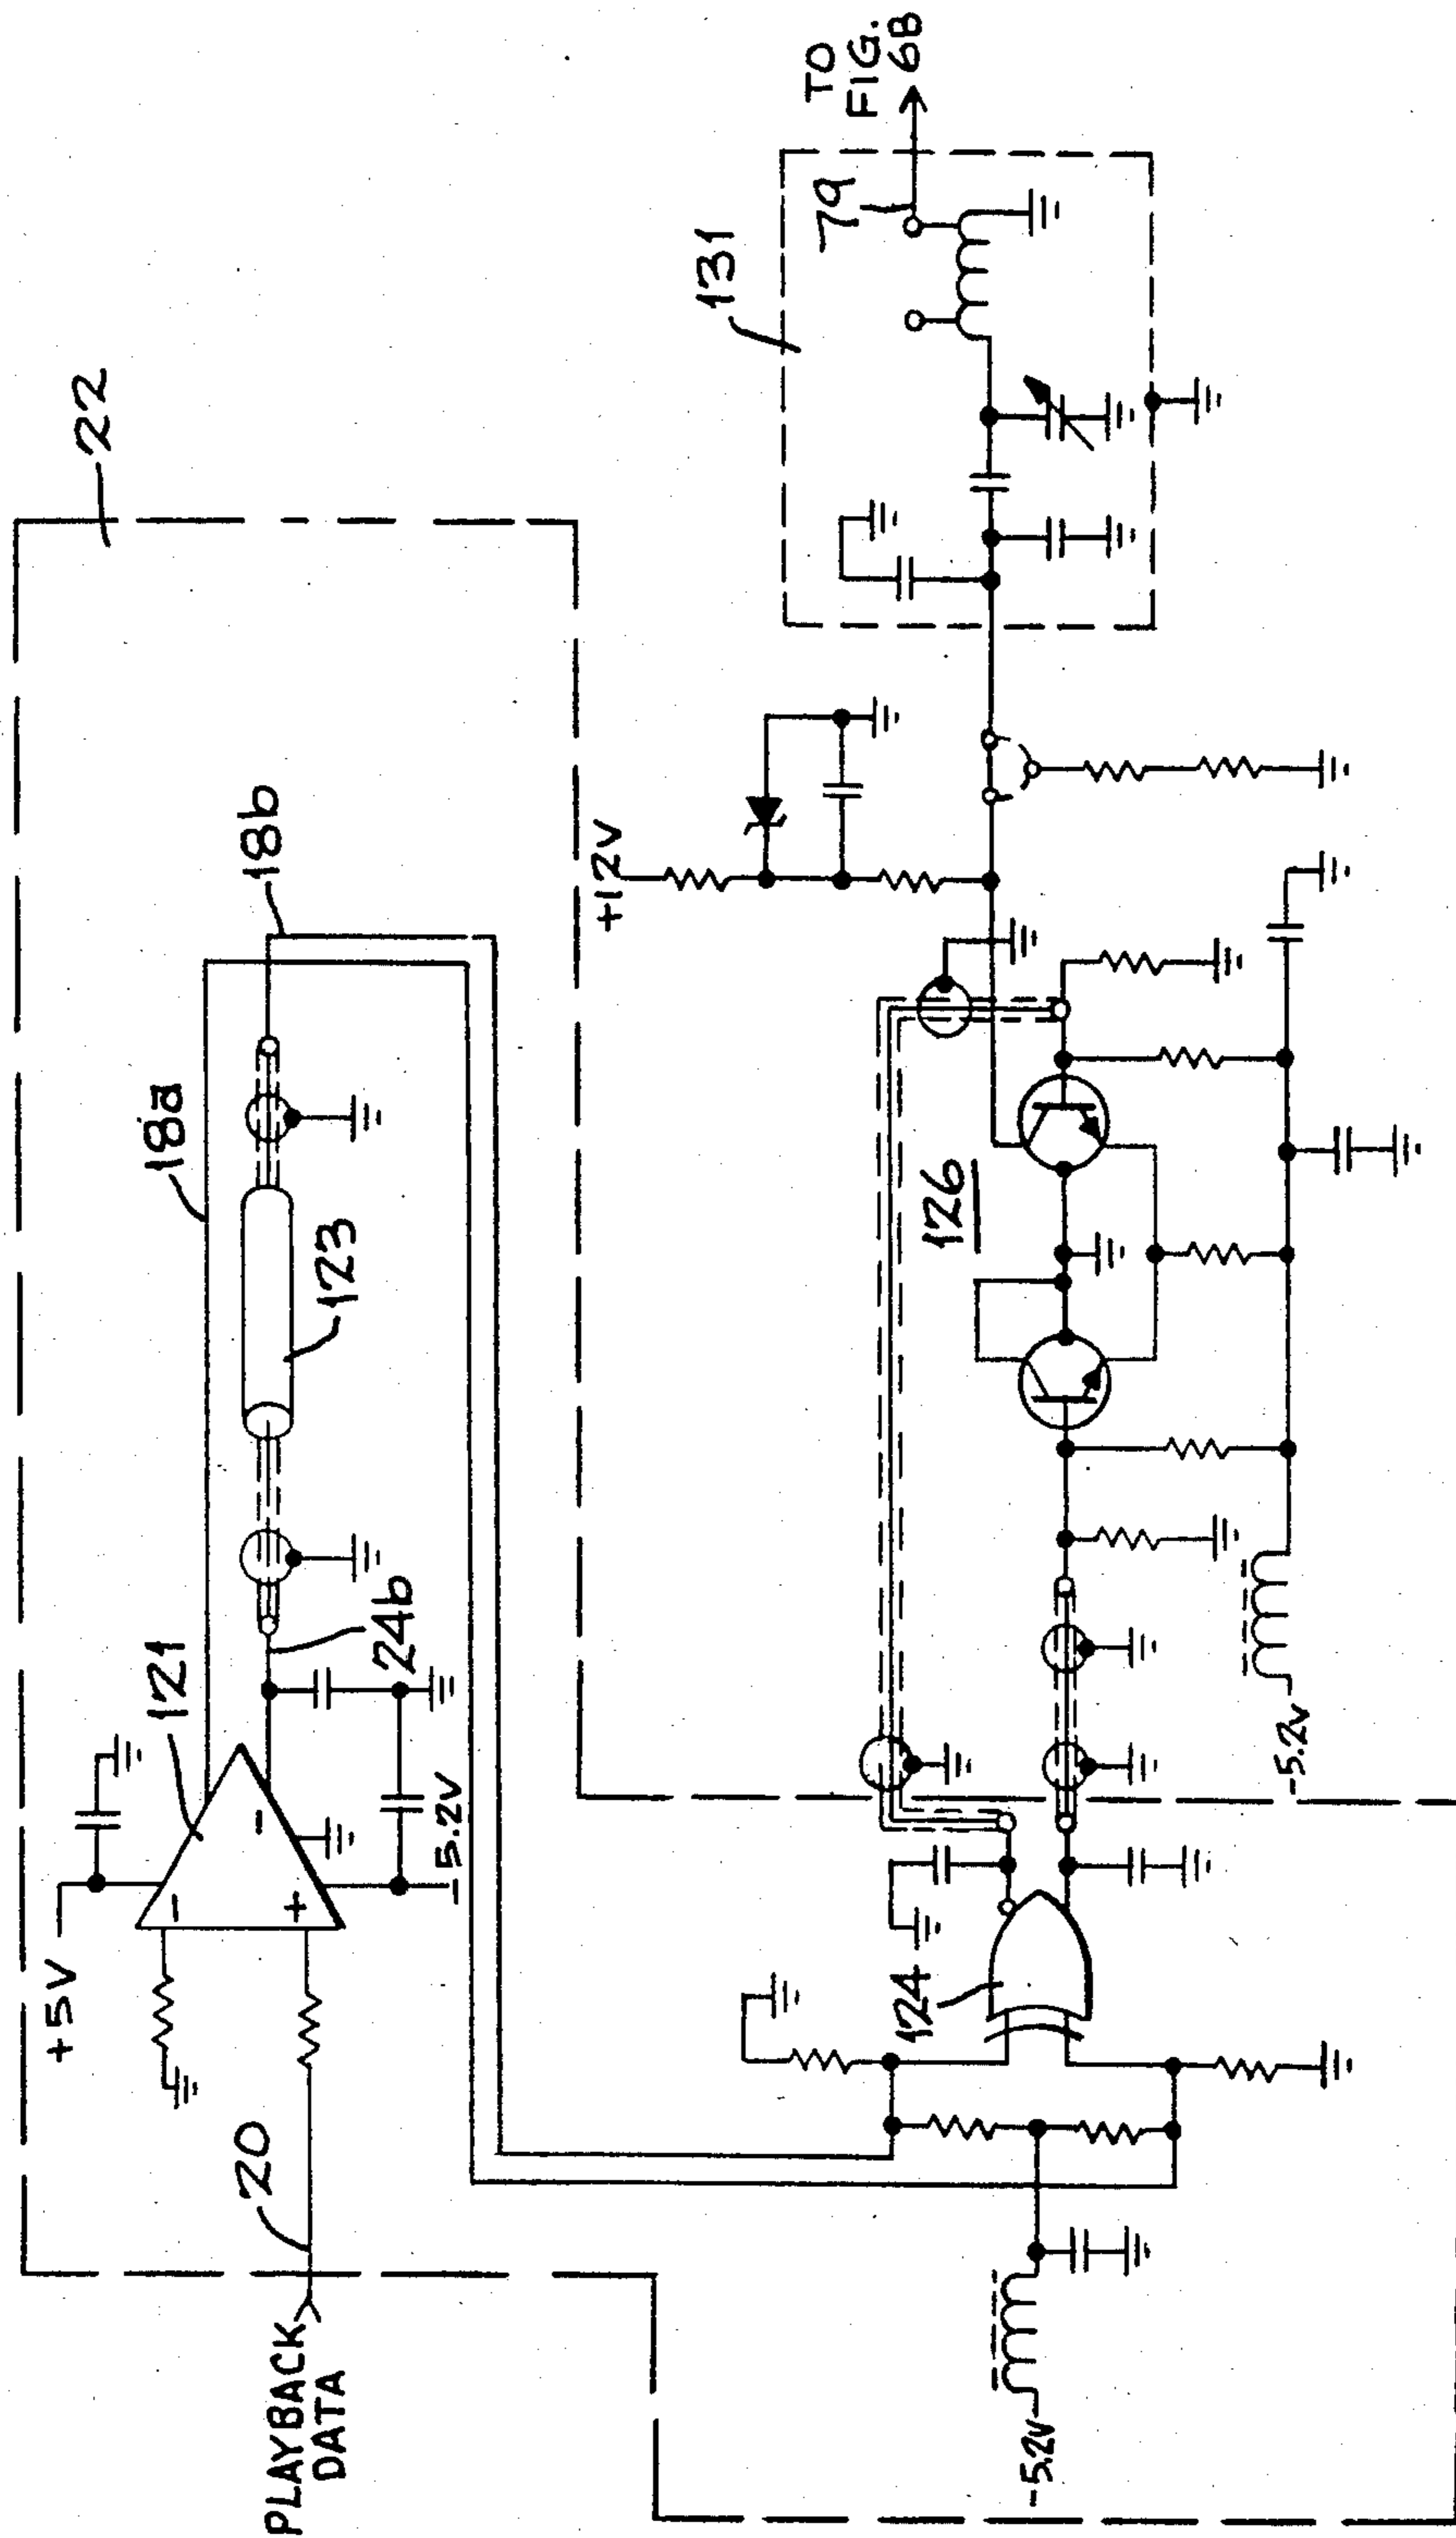 22
PLAYBACK
DATA
20
+5V
121
-
-
+
-5.2V
24b
123
18a
18b
+12V
131
79
TO
FIG.
6B
124
126
-5.2V
-5.2V